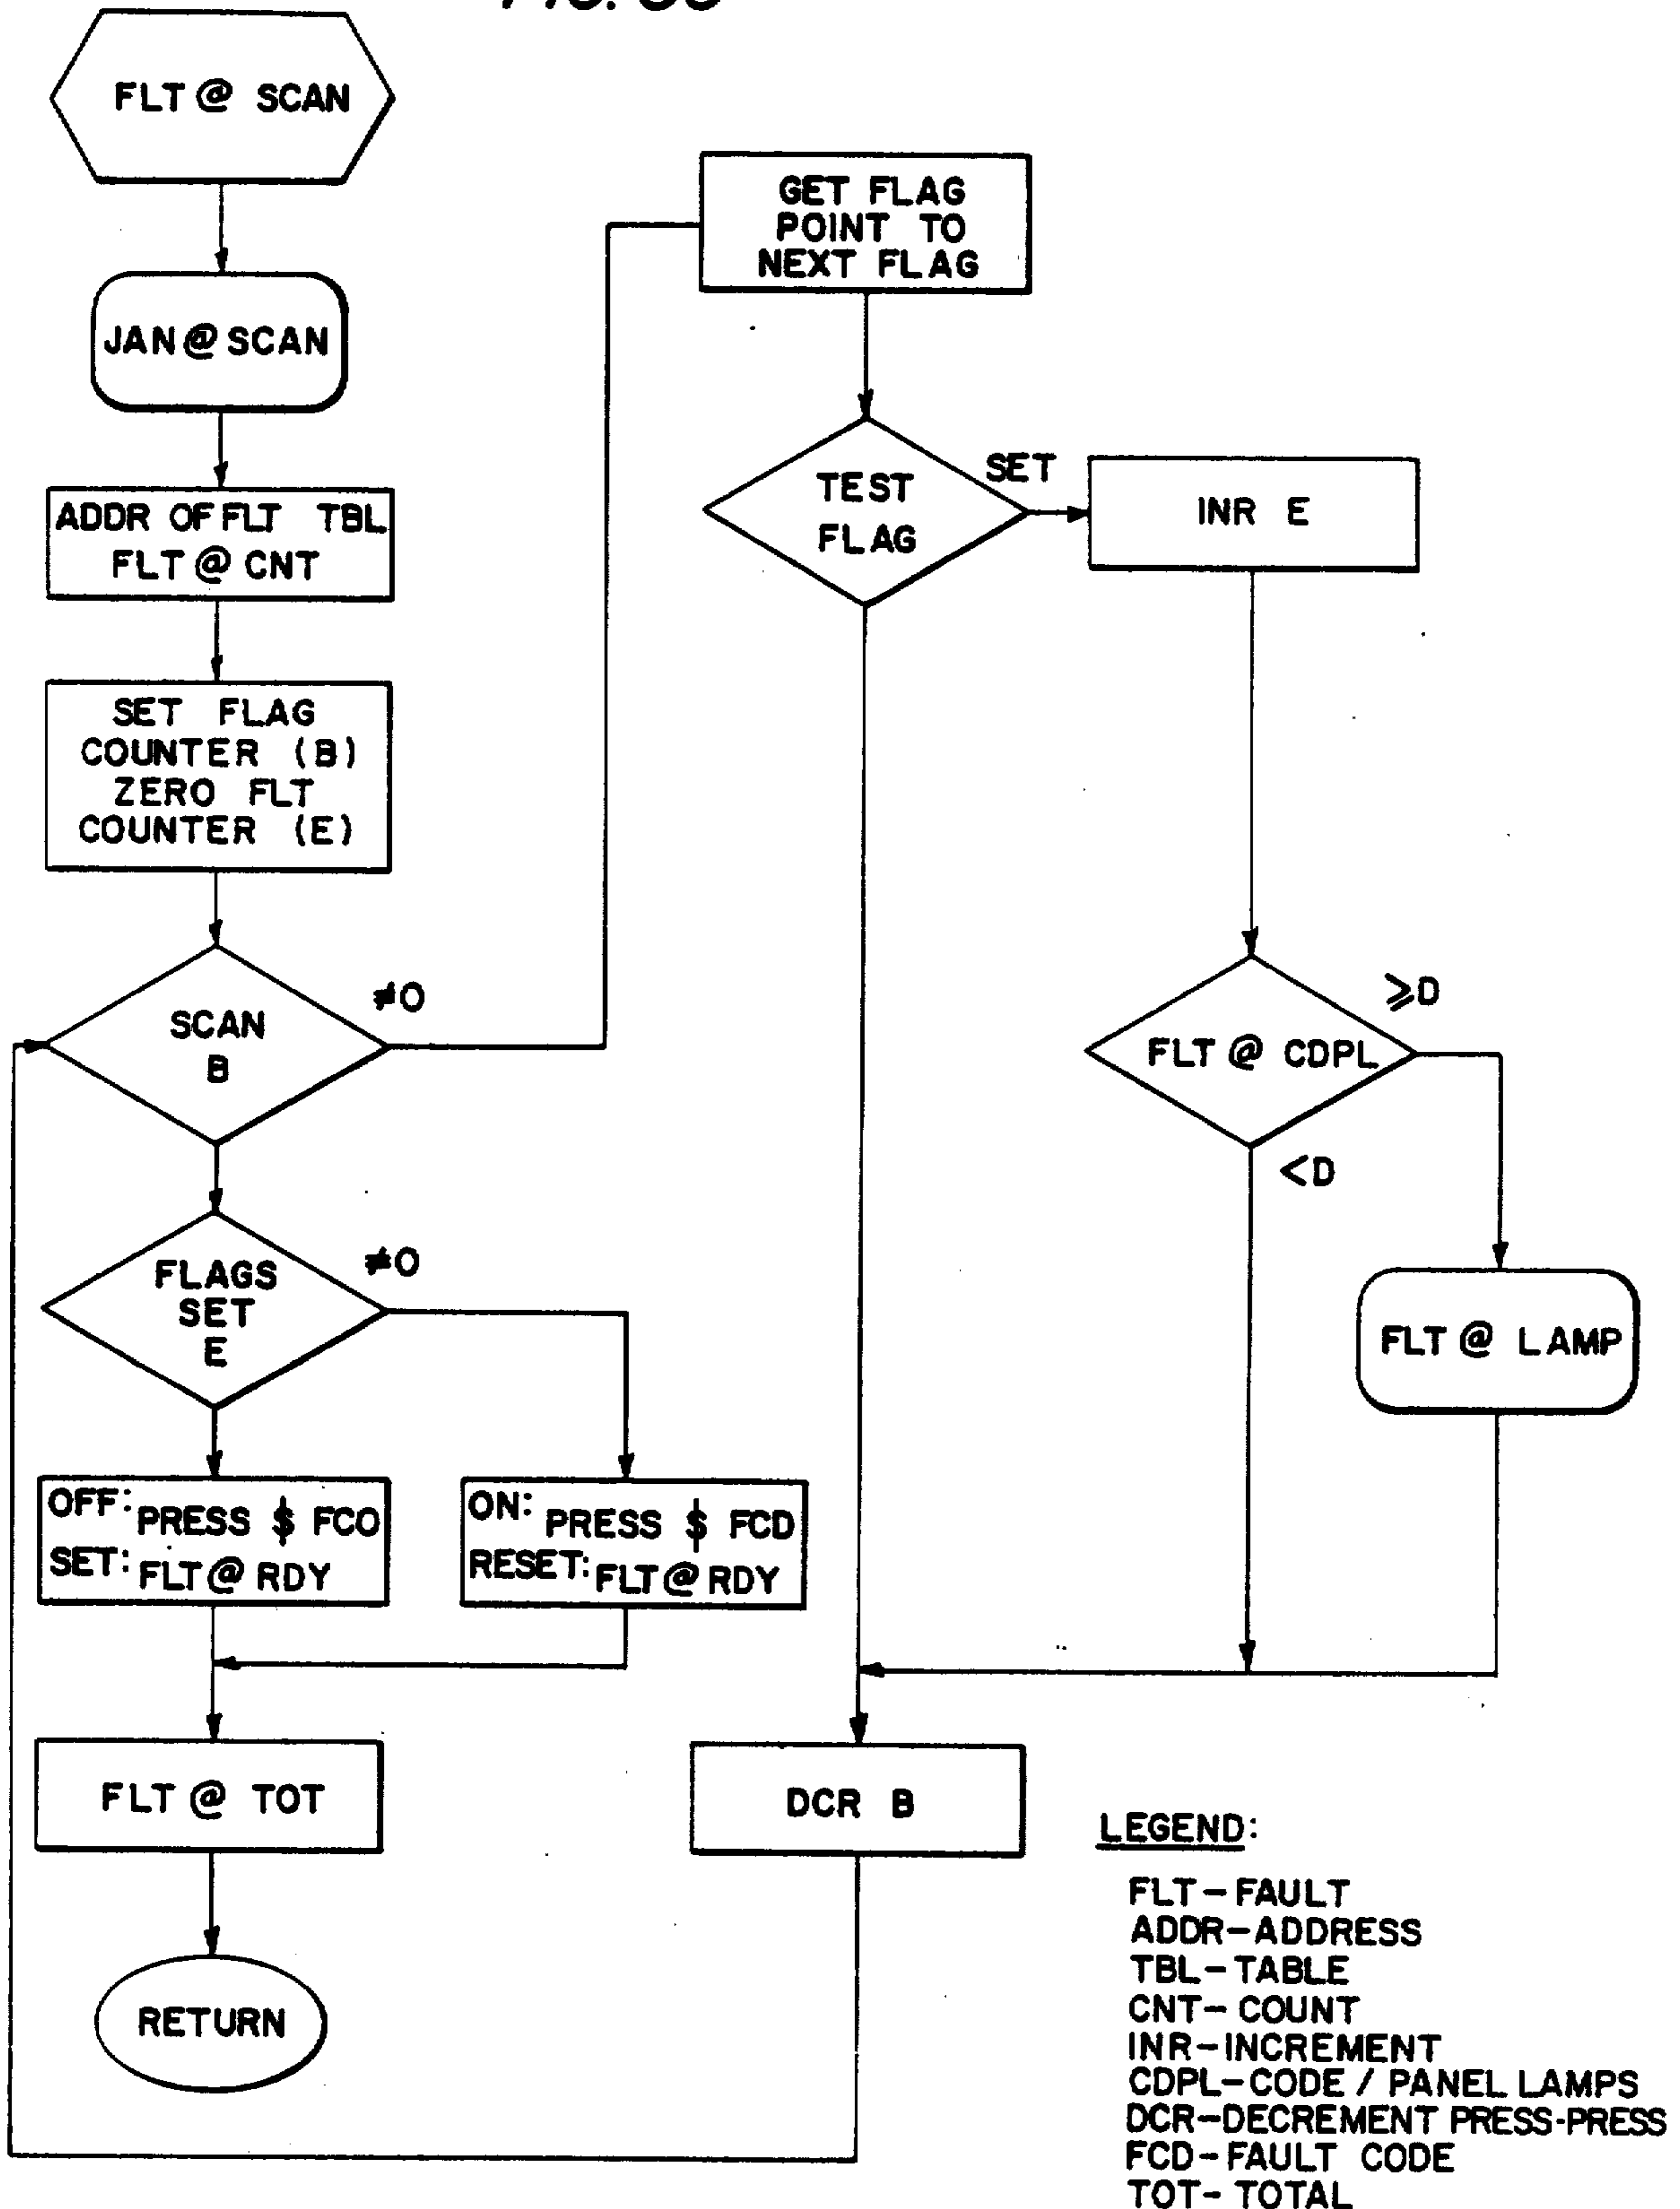 FLT @ SCAN
JAN @ SCAN
ADDR OF FLT TBL
FLT @ CNT
SET FLAG
COUNTER (B)
ZERO FLT
COUNTER (E)
SCAN
B
≠0
FLAGS
SET
E
≠0
OFF: PRESS $ FCO
SET: FLT @ RDY
ON: PRESS $ FCD
RESET: FLT @ RDY
FLT @ TOT
RETURN
GET FLAG
POINT TO
NEXT FLAG
TEST
FLAG
SET
INR E
FLT @ CDPL
≥D
<D
FLT @ LAMP
DCR B
LEGEND:
FLT-FAULT
ADDR-ADDRESS
TBL-TABLE
CNT-COUNT
INR-INCREMENT
CDPL-CODE / PANEL LAMPS
DCR-DECREMENT PRESS-PRESS
FCD-FAULT CODE
TOT-TOTAL